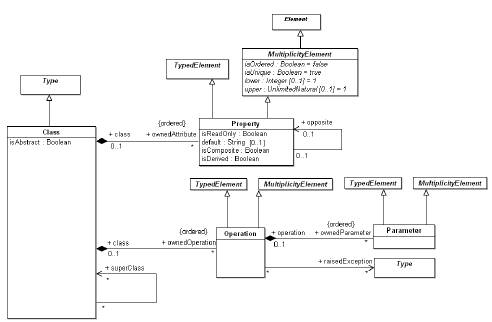 Element
MultiplicityElement
isOrdered : Boolean = false
isUnique : Boolean = true
lower : Integer [0..1] = 1
upper : UnlimitedNatural [0..1] = 1
TypedElement
Type
Class
isAbstract : Boolean
{ordered}
+ class
+ ownedAttribute
0..1
*
Property
isReadOnly : Boolean
default : String [0..1]
isComposite : Boolean
isDerived : Boolean
+ opposite
0..1
0..1
TypedElement
MultiplicityElement
TypedElement
MultiplicityElement
{ordered}
+ class
+ ownedOperation
0..1
*
Operation
{ordered}
+ operation
+ ownedParameter
0..1
*
Parameter
+ superClass
*
*
+ raisedException
*
*
Type